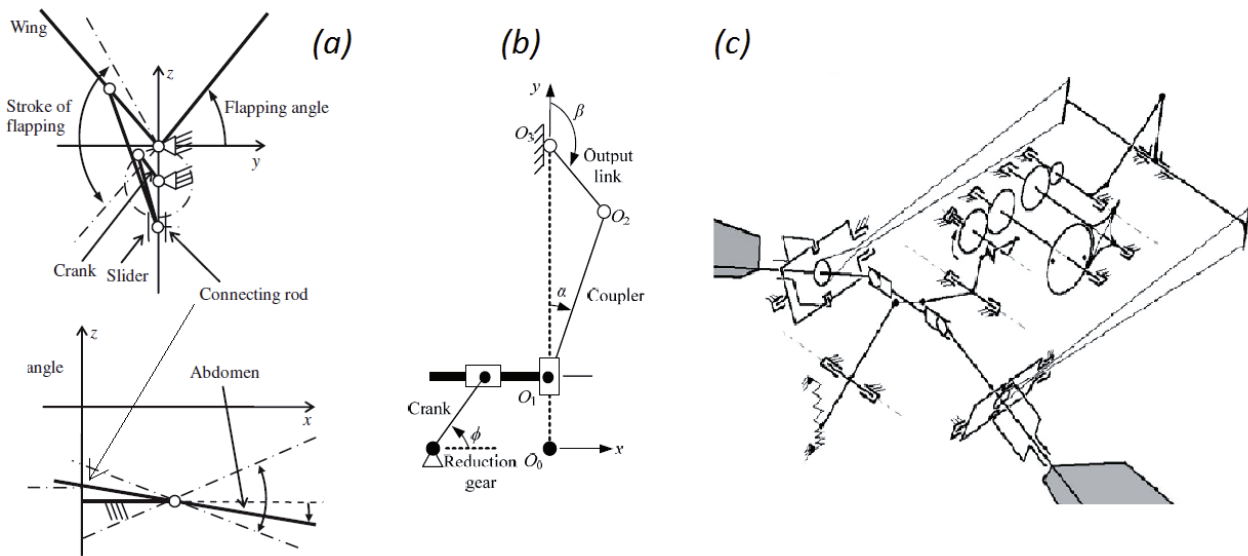 (a)
Wing
z
Stroke of
flapping
Flapping angle
y
Crank
Slider
Connecting rod
z
angle
Abdomen
x
(b)
y
β
O3
Output
link
O2
α
Coupler
O1
Crank
ϕ
Reduction
gear
O0
x
(c)